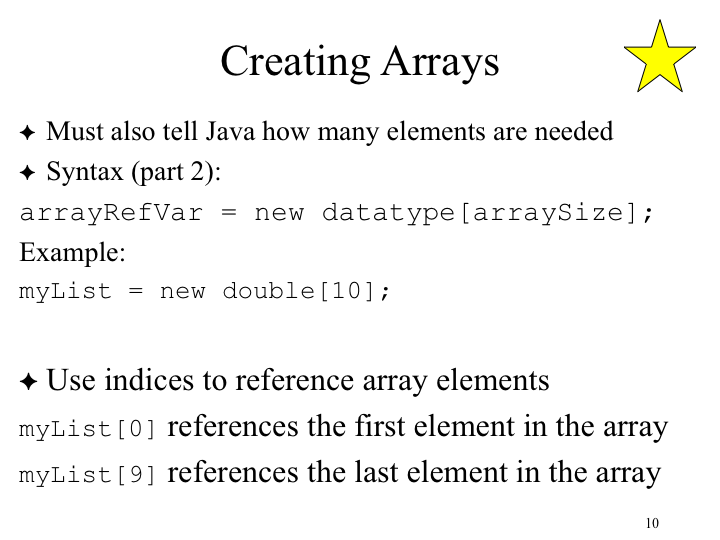 Creating Arrays
✦ Must also tell Java how many elements are needed
✦ Syntax (part 2):
arrayRefVar = new datatype[arraySize];
Example:
myList = new double[10];
✦ Use indices to reference array elements
myList[0] references the first element in the array
myList[9] references the last element in the array
10